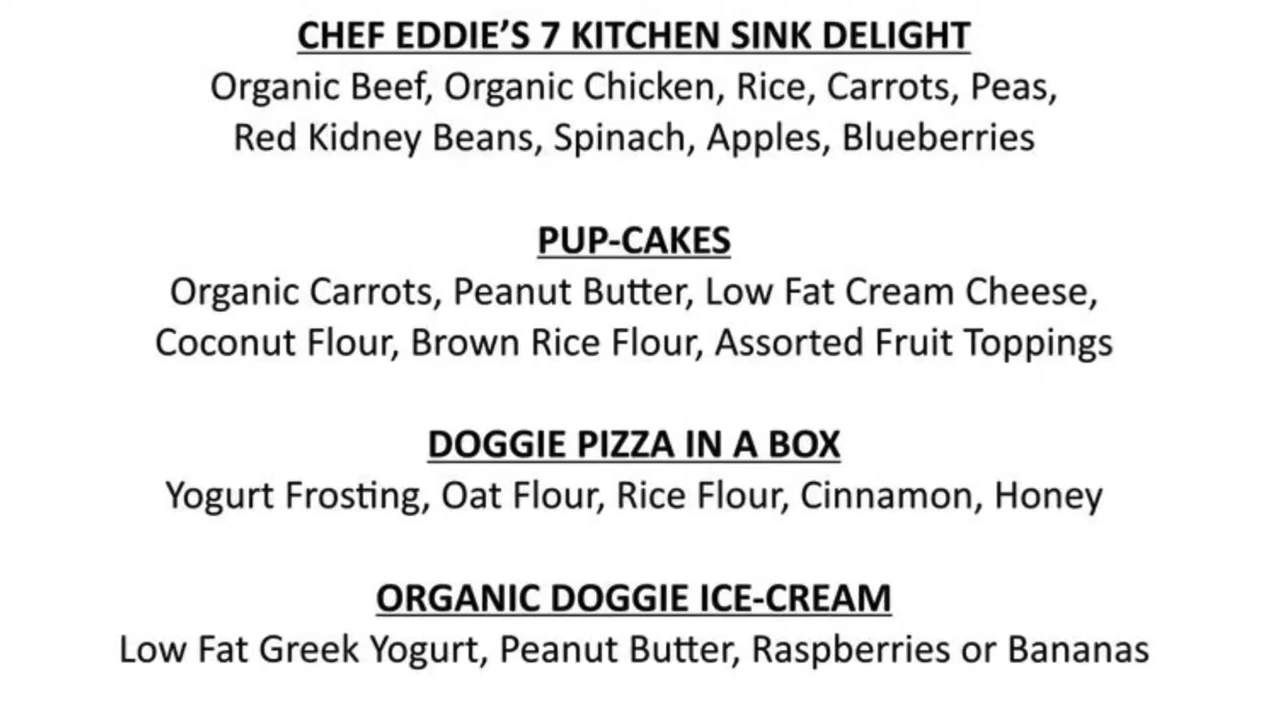 CHEF EDDIE’S 7 KITCHEN SINK DELIGHT
Organic Beef, Organic Chicken, Rice, Carrots, Peas,
Red Kidney Beans, Spinach, Apples, Blueberries
PUP-CAKES
Organic Carrots, Peanut Butter, Low Fat Cream Cheese,
Coconut Flour, Brown Rice Flour, Assorted Fruit Toppings
DOGGIE PIZZA IN A BOX
Yogurt Frosting, Oat Flour, Rice Flour, Cinnamon, Honey
ORGANIC DOGGIE ICE-CREAM
Low Fat Greek Yogurt, Peanut Butter, Raspberries or Bananas